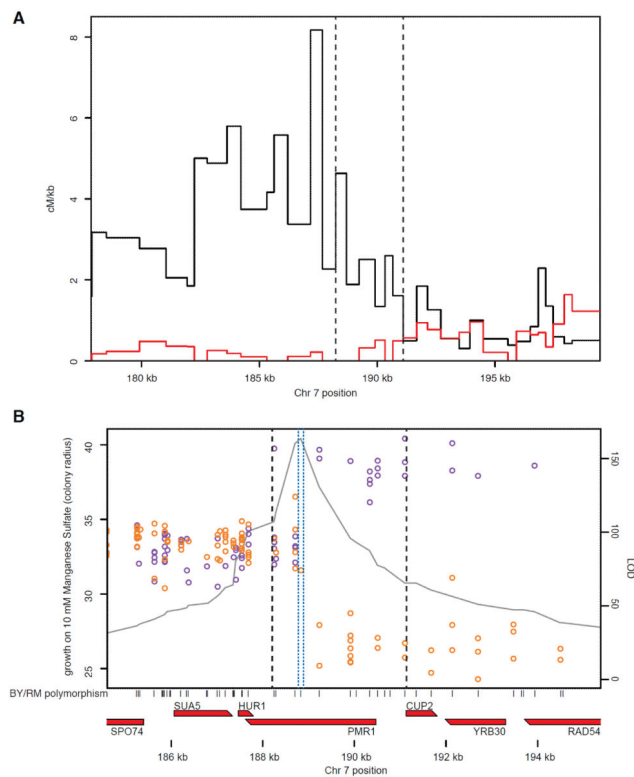 A
8
6
4
2
0
cM/kb
180 kb
185 kb
190 kb
195 kb
Chr 7 position
B
40
35
30
25
growth on 10 mM Manganese Sulfate (colony radius)
150
100
50
0
LOD
BY/RM polymorphism
SUA5
HUR1
CUP2
SPO74
PMR1
YRB30
RAD54
186 kb
188 kb
190 kb
192 kb
194 kb
Chr 7 position